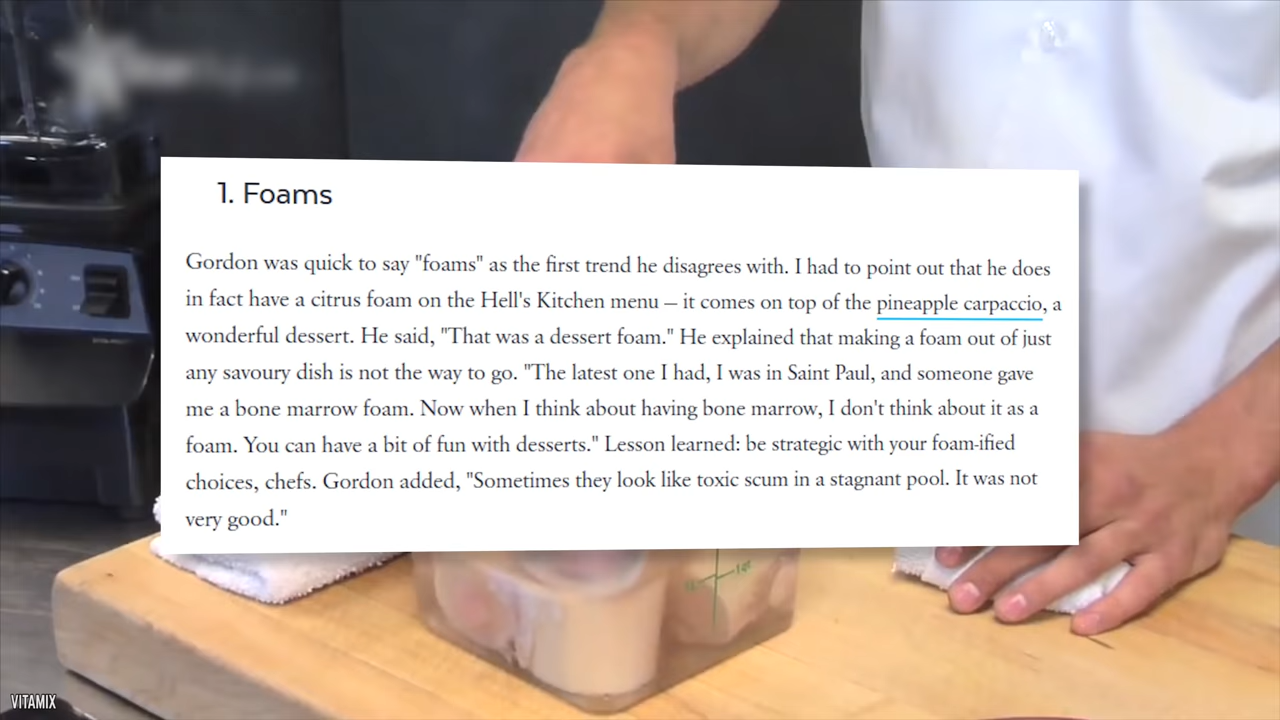 1. Foams
Gordon was quick to say "foams" as the first trend he disagrees with. I had to point out that he does
in fact have a citrus foam on the Hell's Kitchen menu – it comes on top of the pineapple carpaccio, a
wonderful dessert. He said, "That was a dessert foam." He explained that making a foam out of just
any savoury dish is not the way to go. "The latest one I had, I was in Saint Paul, and someone gave
me a bone marrow foam. Now when I think about having bone marrow, I don't think about it as a
foam. You can have a bit of fun with desserts." Lesson learned: be strategic with your foam-ified
choices, chefs. Gordon added, "Sometimes they look like toxic scum in a stagnant pool. It was not
very good."
VITAMIX